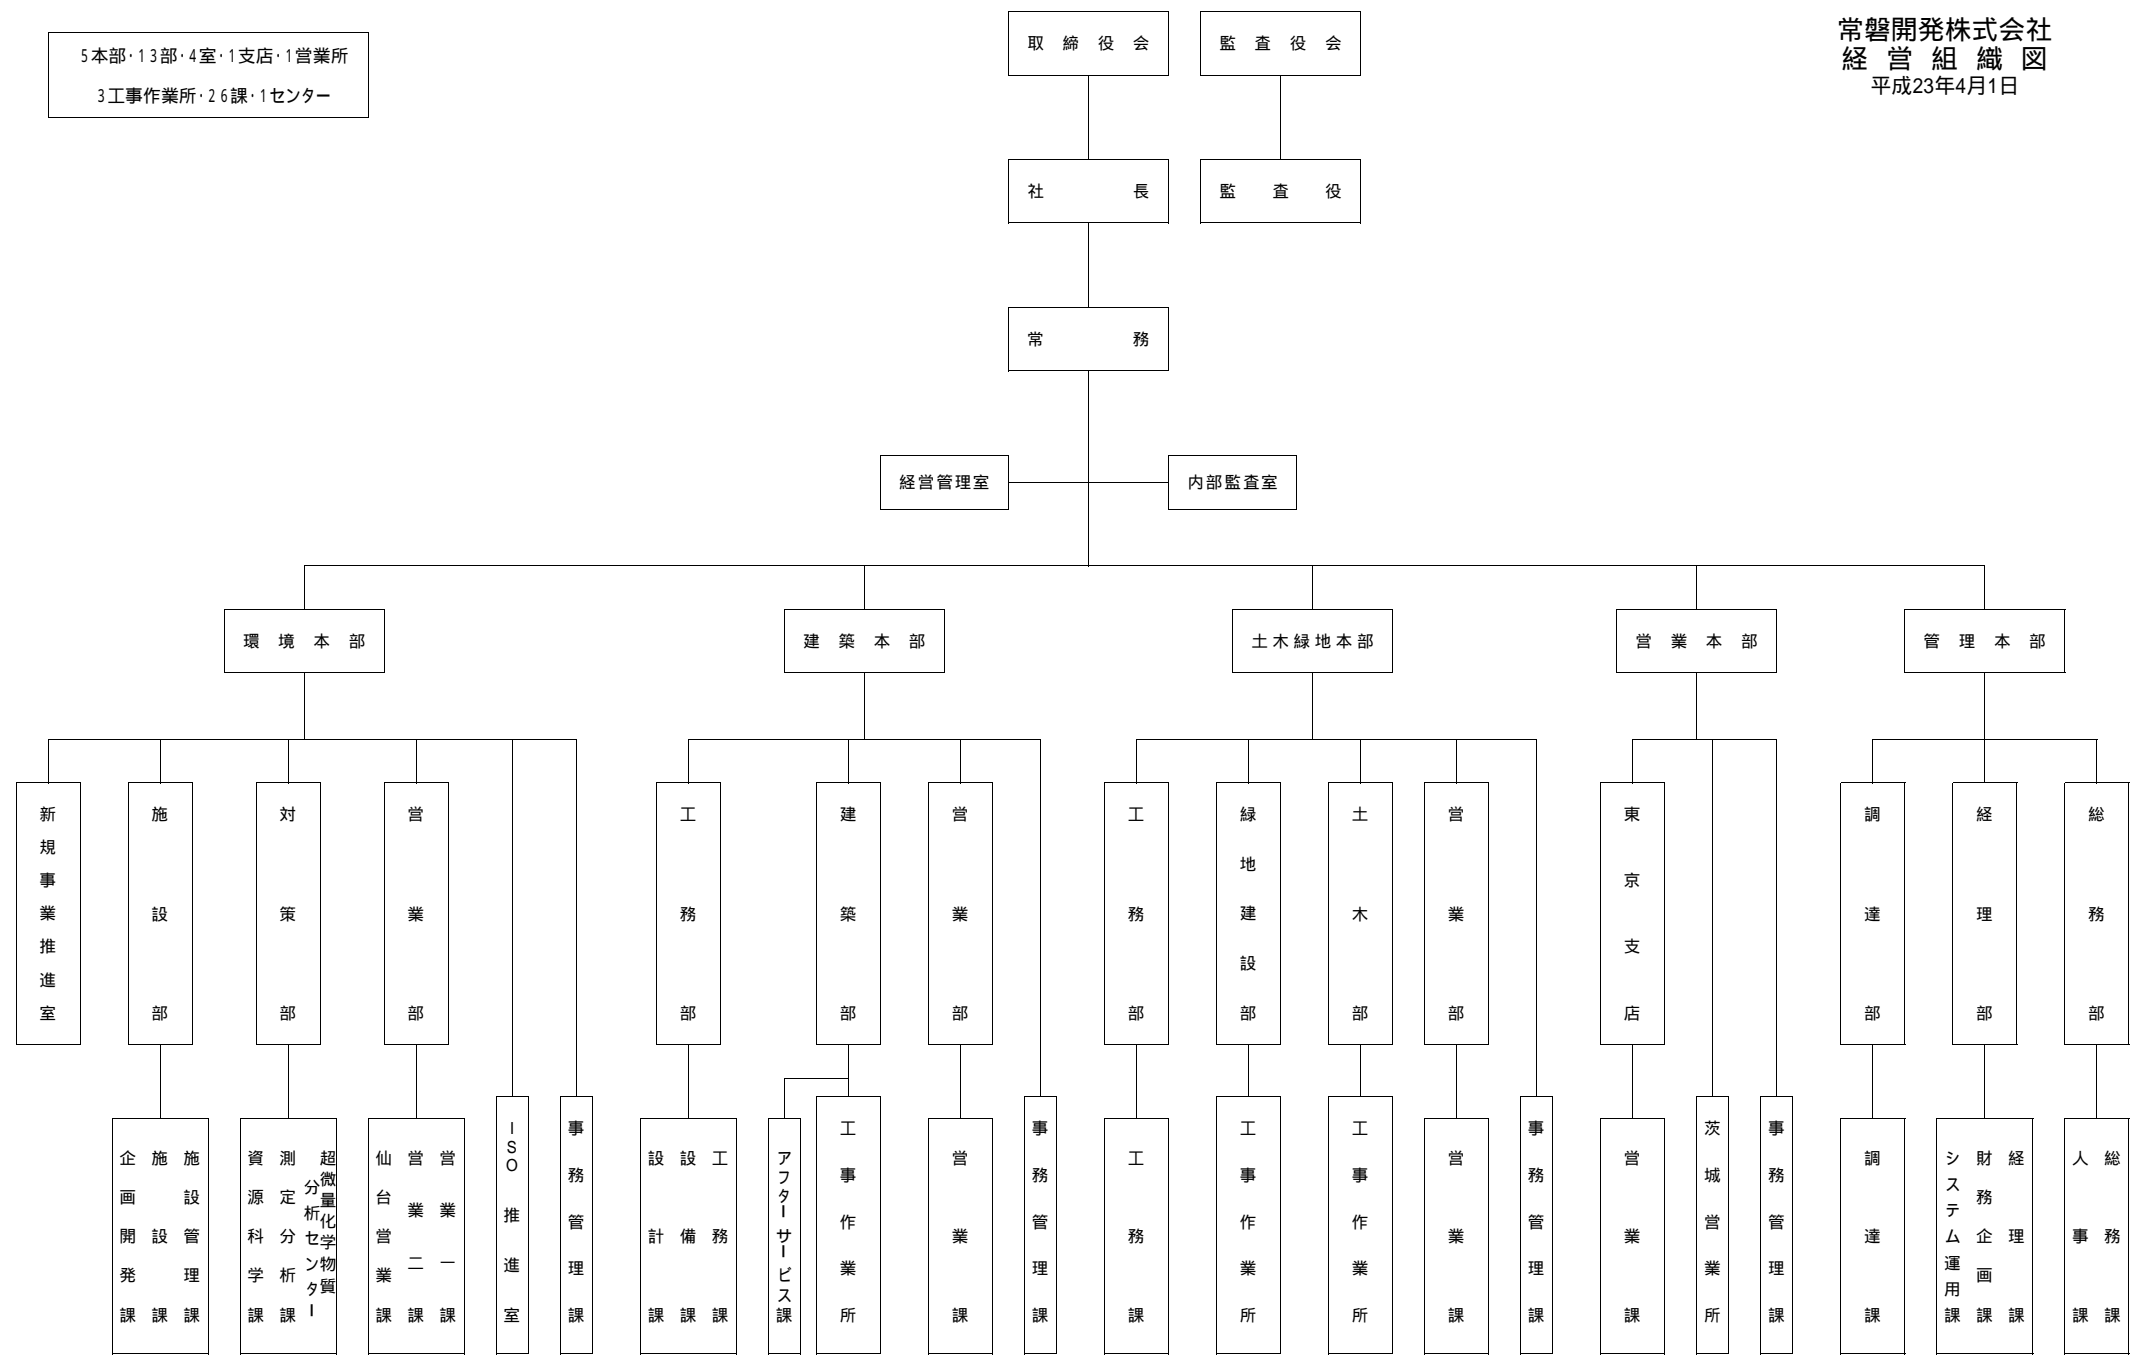 5本部･13部･4室･1支店･1営業所
3工事作業所･26課･1センター
取締役会
監査役会
常磐開発株式会社
経営組織図
平成23年4月1日
社長
監査役
常務
経営管理室
内部監査室
環境本部
建築本部
土木緑地本部
営業本部
管理本部
新規事業推進室
施設部
対策部
営業部
工務部
建築部
営業部
工務部
緑地建設部
土木部
営業部
東京支店
調達部
経理部
総務部
企画開発課
施設課
施設管理課
資源科学課
測定分析課
超微量化学物質
分析センター
仙台営業課
営業二課
営業一課
ISO推進室
事務管理課
設計課
設備課
工務課
アフターサービス課
工事作業所
営業課
事務管理課
工務課
工事作業所
工事作業所
営業課
事務管理課
営業課
茨城営業所
事務管理課
調達課
システム運用課
財務企画課
経理課
人事課
総務課